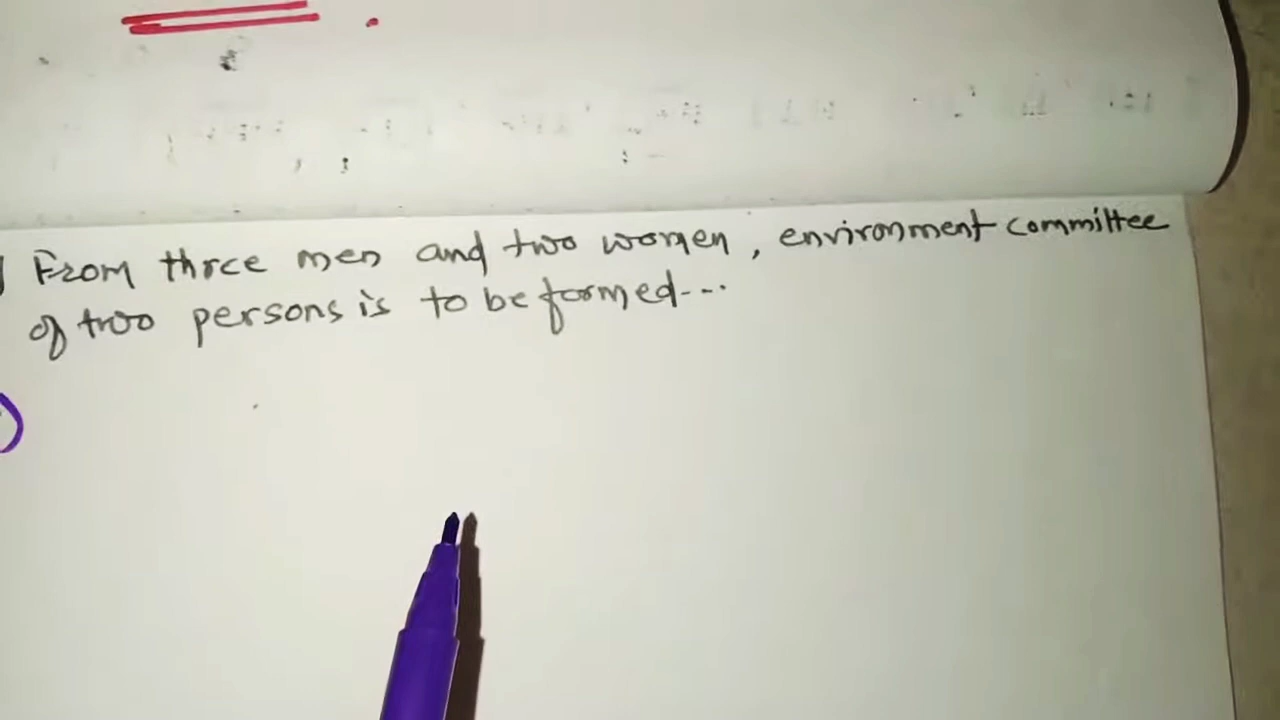 From three men and two women, environment committee
of two persons is to be formed...